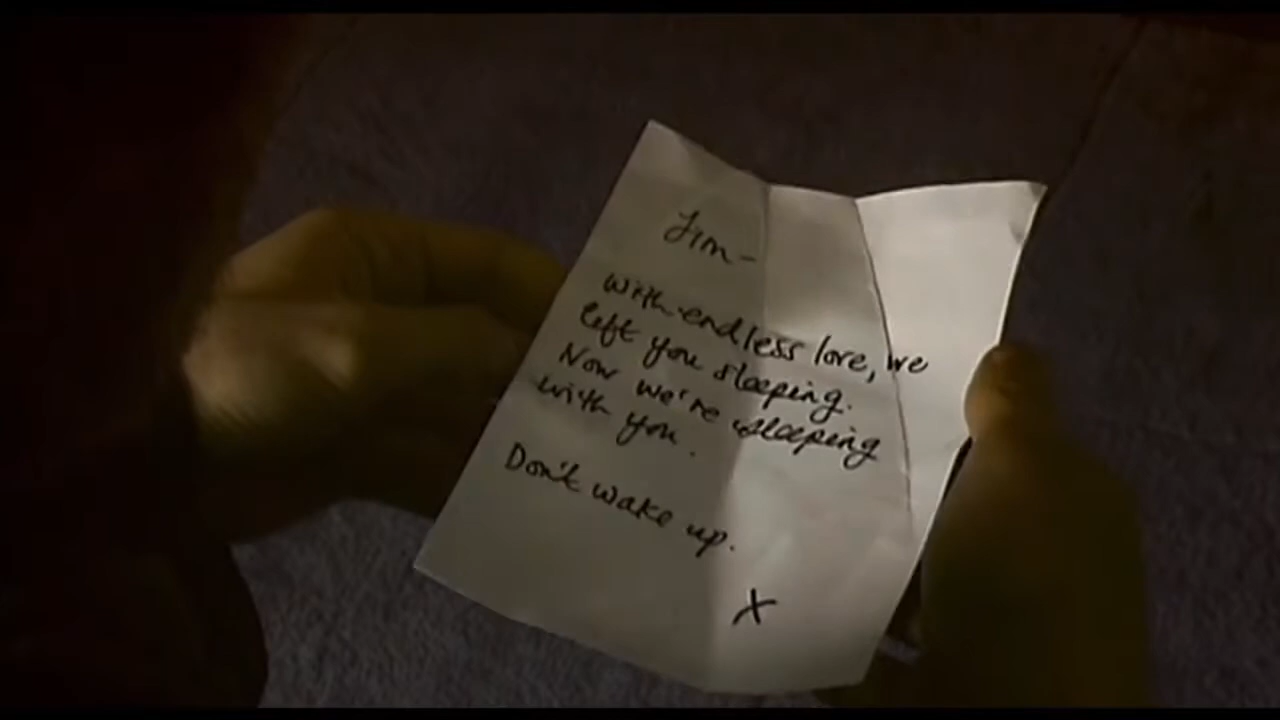 Jim-
With endless love, we
left you sleeping.
Now we're sleeping
with you.
Don't wake up.
X